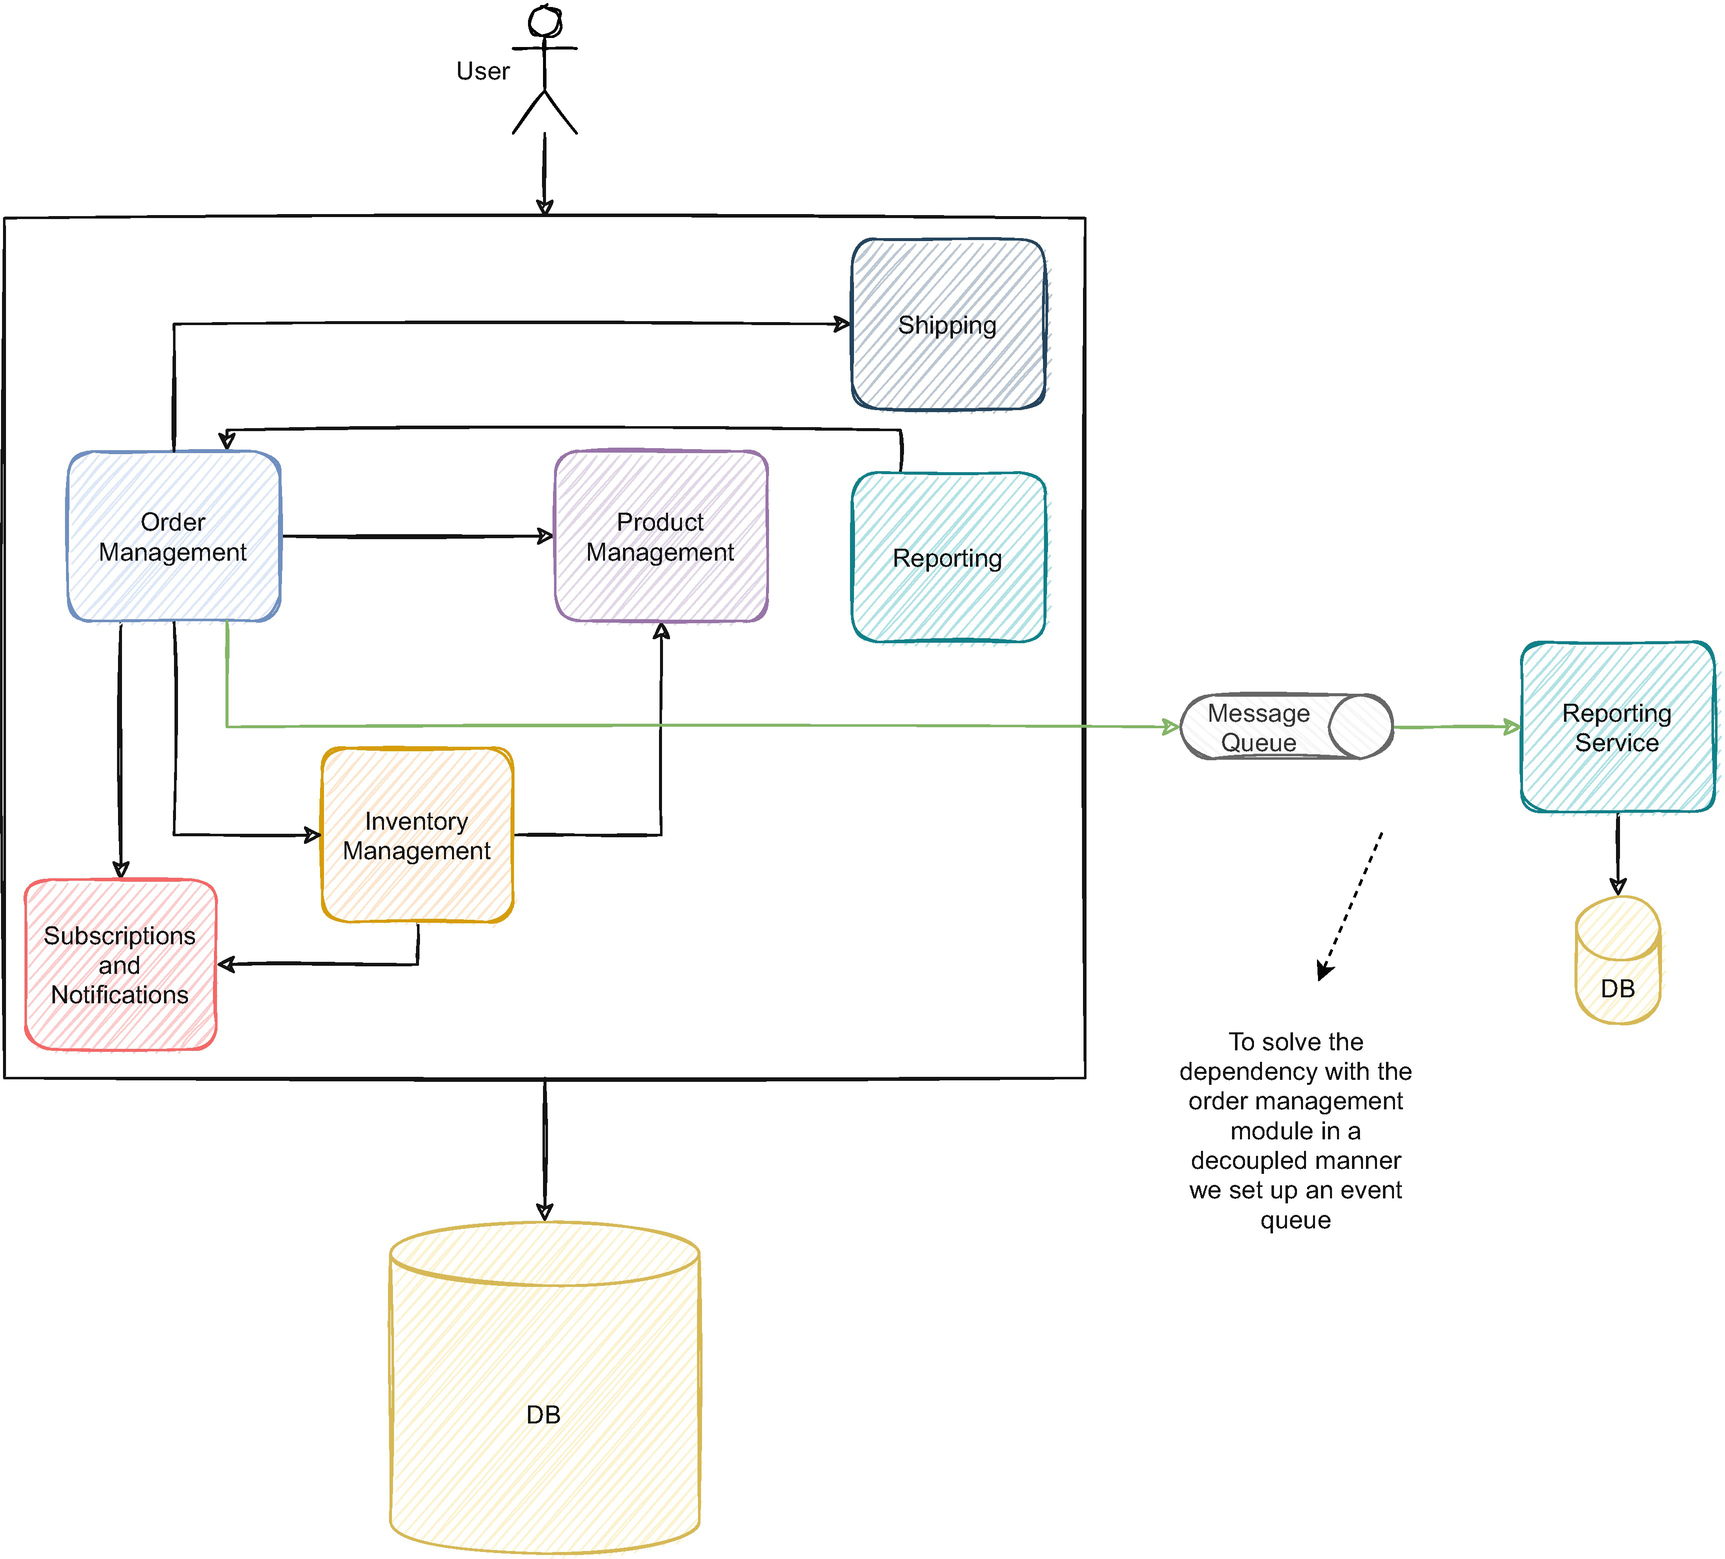 User
Shipping
Order
Management
Product
Management
Reporting
Message
Queue
Reporting
Service
Inventory
Management
Subscriptions
and
Notifications
DB
To solve the
dependency with the
order management
module in a
decoupled manner
we set up an event
queue
DB